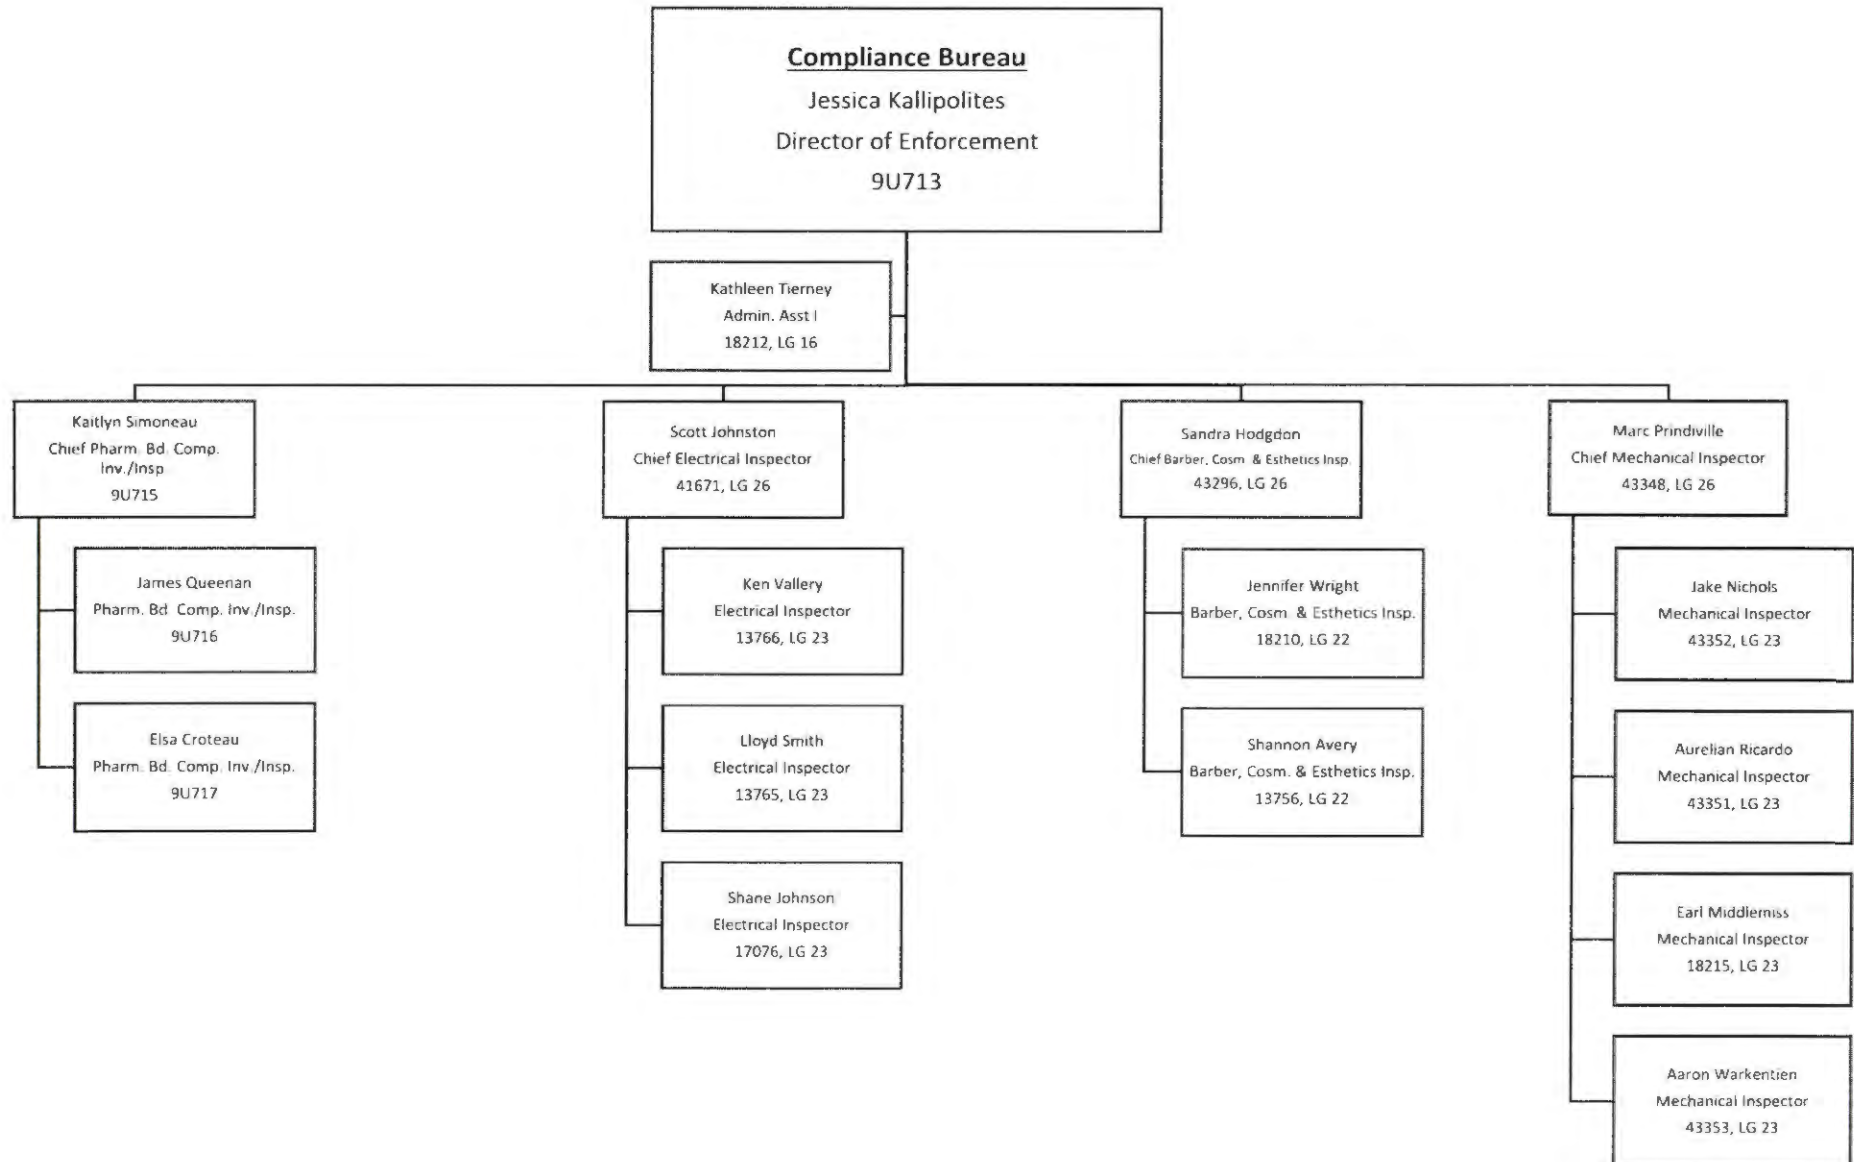 Compliance Bureau
Jessica Kallipolites
Director of Enforcement
9U713
Kathleen Tierney
Admin. Asst I
18212, LG 16
Kaitlyn Simoneau
Chief Pharm. Bd. Comp.
Inv./Insp
9U715
James Queenan
Pharm. Bd. Comp. Inv./Insp.
9U716
Elsa Croteau
Pharm. Bd. Comp. Inv./Insp.
9U717
Scott Johnston
Chief Electrical Inspector
41671, LG 26
Ken Vallery
Electrical Inspector
13766, LG 23
Lloyd Smith
Electrical Inspector
13765, LG 23
Shane Johnson
Electrical Inspector
17076, LG 23
Sandra Hodgdon
Chief Barber, Cosm. & Esthetics Insp.
43296, LG 26
Jennifer Wright
Barber, Cosm. & Esthetics Insp.
18210, LG 22
Shannon Avery
Barber, Cosm. & Esthetics Insp.
13756, LG 22
Marc Prindiville
Chief Mechanical Inspector
43348, LG 26
Jake Nichols
Mechanical Inspector
43352, LG 23
Aurelian Ricardo
Mechanical Inspector
43351, LG 23
Earl Middlemiss
Mechanical Inspector
18215, LG 23
Aaron Warkentien
Mechanical Inspector
43353, LG 23